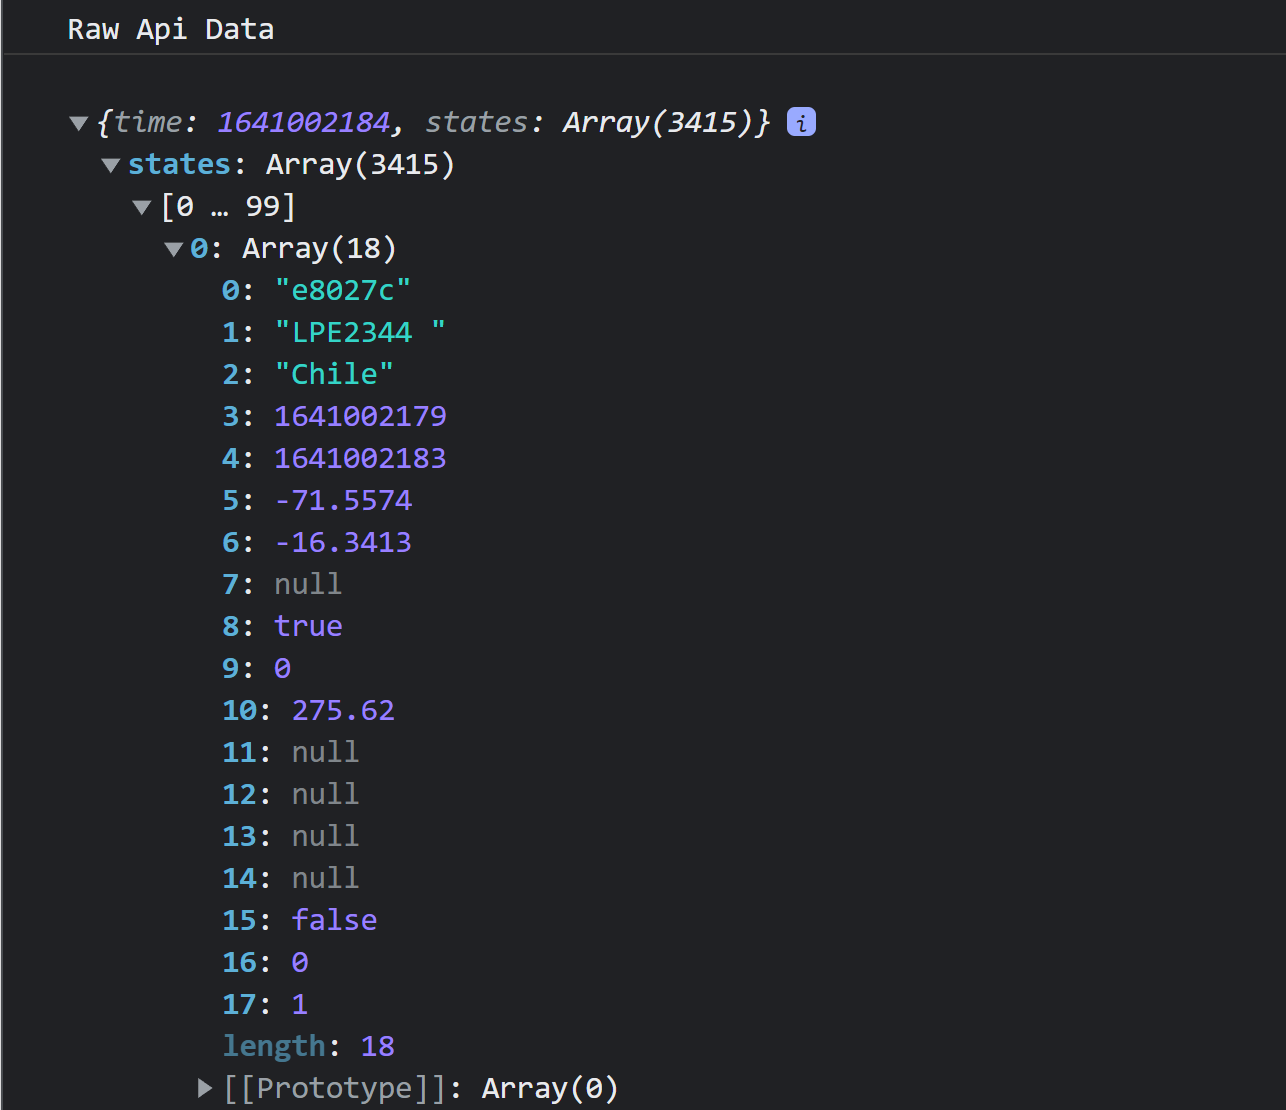 Raw Api Data
{time: 1641002184, states: Array(3415)} i
states: Array(3415)
[0 … 99]
0: Array(18)
0: "e8027c"
1: "LPE2344 "
2: "Chile"
3: 1641002179
4: 1641002183
5: -71.5574
6: -16.3413
7: null
8: true
9: 0
10: 275.62
11: null
12: null
13: null
14: null
15: false
16: 0
17: 1
length: 18
[[Prototype]]: Array(0)